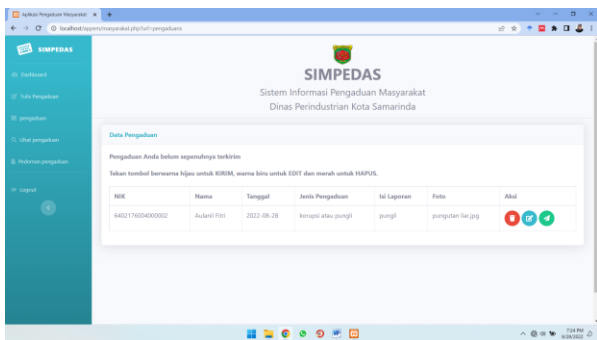 Aplikasi Pengaduan Masyarakat
localhost/appem/masyarakat.php?url=pengaduans
SIMPEDAS
Dashboard
Tulis Pengaduan
pengaduan
Lihat pengaduan
Pedoman pengaduan
Logout
SIMPEDAS
Sistem Informasi Pengaduan Masyarakat
Dinas Perindustrian Kota Samarinda
Data Pengaduan
Pengaduan Anda belum sepenuhnya terkirim
Tekan tombol berwarna hijau untuk KIRIM, warna biru untuk EDIT dan merah untuk HAPUS.
NIK Nama Tanggal Jenis Pengaduan Isi Laporan Foto Aksi
6402176004000002 Aulanil Fitri 2022-08-28 korupsi atau pungli pungli pungutan liar.jpg
7:24 PM